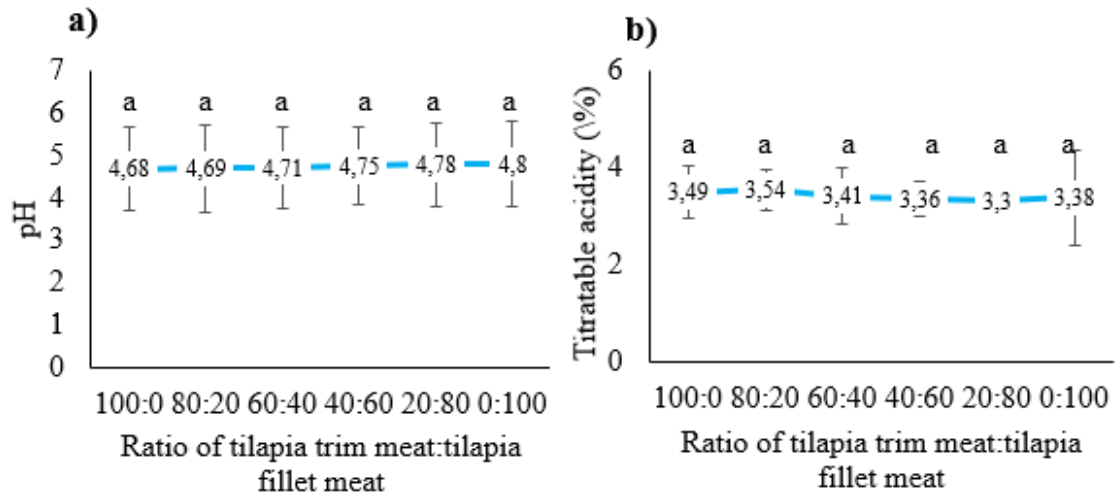 a)
pH
7
6
5
4
3
2
1
0
a a a a a a
4,68 4,69 4,71 4,75 4,78 4,8
100:0 80:20 60:40 40:60 20:80 0:100
Ratio of tilapia trim meat:tilapia
fillet meat
b)
Titratable acidity (\%)
6
4
2
0
a a a a a a
3,49 3,54 3,41 3,36 3,3 3,38
100:0 80:20 60:40 40:60 20:80 0:100
Ratio of tilapia trim meat:tilapia
fillet meat